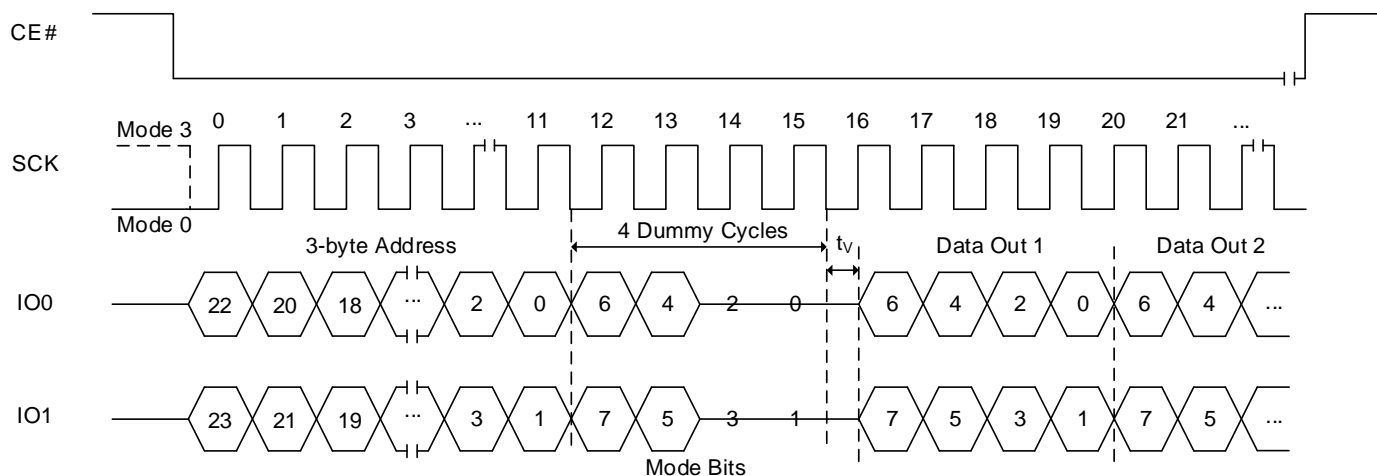 CE#
0 1 2 3 ... 11 12 13 14 15 16 17 18 19 20 21 ...
Mode 3
SCK
Mode 0
3-byte Address 4 Dummy Cycles tV Data Out 1 Data Out 2
IO0 22 20 18 ... 2 0 6 4 2 0 6 4 2 0 6 4 ...
IO1 23 21 19 ... 3 1 7 5 3 1 7 5 3 1 7 5 ...
Mode Bits